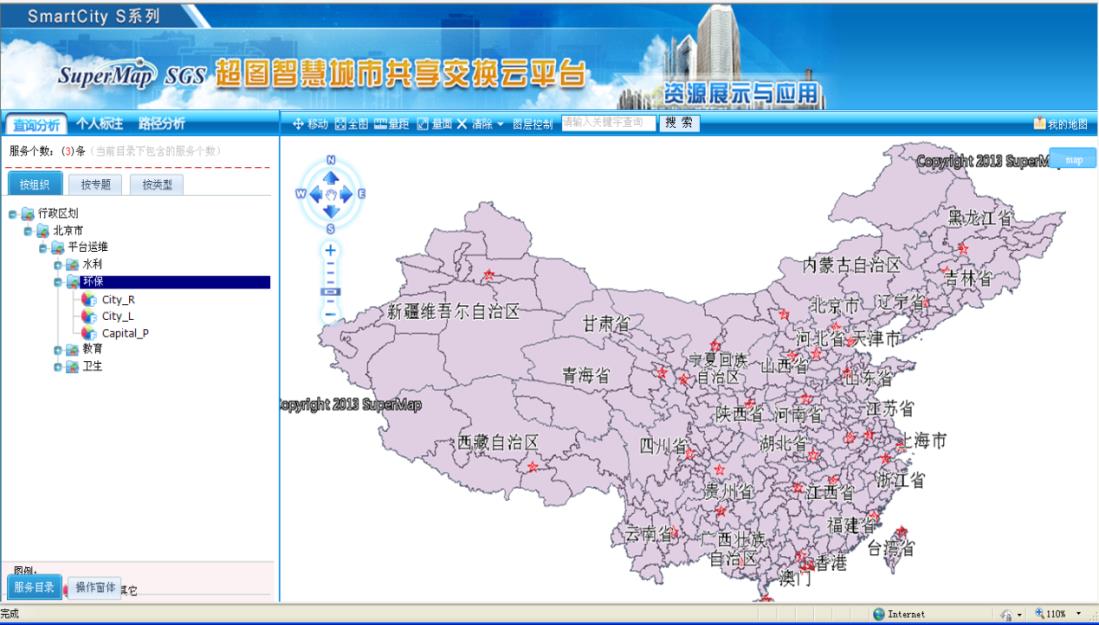 SmartCity S系列
SuperMap SGS 超图智慧城市共享交换云平台
资源展示与应用
查询分析 个人标注 路径分析
移动 全图 量距 量面 清除 图层控制 请输入关键字查询 搜 索 我的地图
服务个数：(3)条（当前目录下包含的服务个数）
按组织 按专题 按类型
行政区划
北京市
平台运维
水利
环保
City_R
City_L
Capital_P
教育
卫生
图例：
其它
服务目录 操作窗体
N
W E
S
Copyright 2013 SuperM
map
黑龙江省
内蒙古自治区 吉林省
新疆维吾尔自治区 北京市 辽宁省
甘肃省 河北省 天津市
宁夏回族
自治区 山西省
青海省 山东省
opyright 2013 SuperMap
陕西省 河南省 江苏省
西藏自治区 四川省 湖北省 上海市
贵州省 江西省 浙江省
云南省 广西壮族
自治区 福建省
台湾省
香港
澳门
完成 Internet 110%